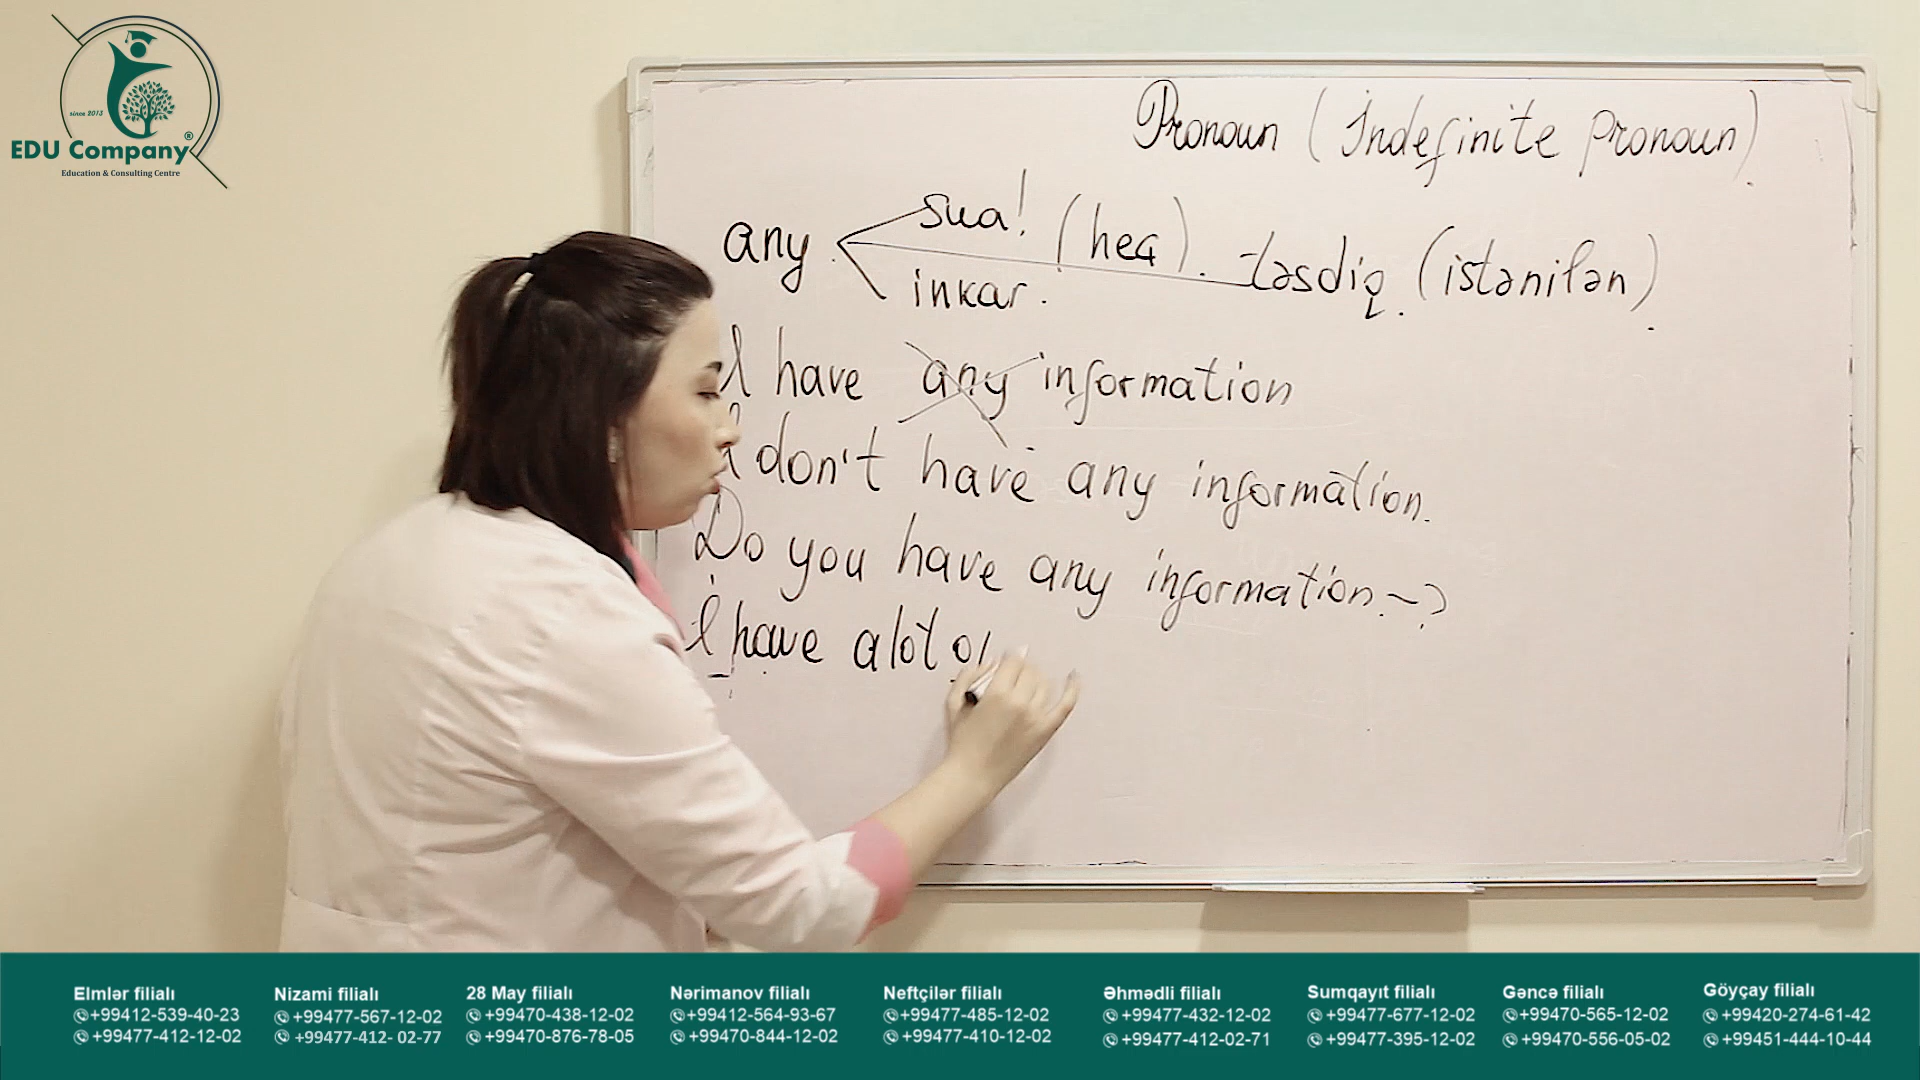 since 2013
EDU Company®
Education & Consulting Centre
Pronoun (Indefinite pronoun).
any sual (heç). təsdiq. (istənilən).
inkar.
I have any information
I don't have any information.
Do you have any information. – ?
I have alot of
Elmlər filialı
+99412-539-40-23
+99477-412-12-02
Nizami filialı
+99477-567-12-02
+99477-412- 02-77
28 May filialı
+99470-438-12-02
+99470-876-78-05
Nərimanov filialı
+99412-564-93-67
+99470-844-12-02
Neftçilər filialı
+99477-485-12-02
+99477-410-12-02
Əhmədli filialı
+99477-432-12-02
+99477-412-02-71
Sumqayıt filialı
+99477-677-12-02
+99477-395-12-02
Gəncə filialı
+99470-565-12-02
+99470-556-05-02
Göyçay filialı
+99420-274-61-42
+99451-444-10-44